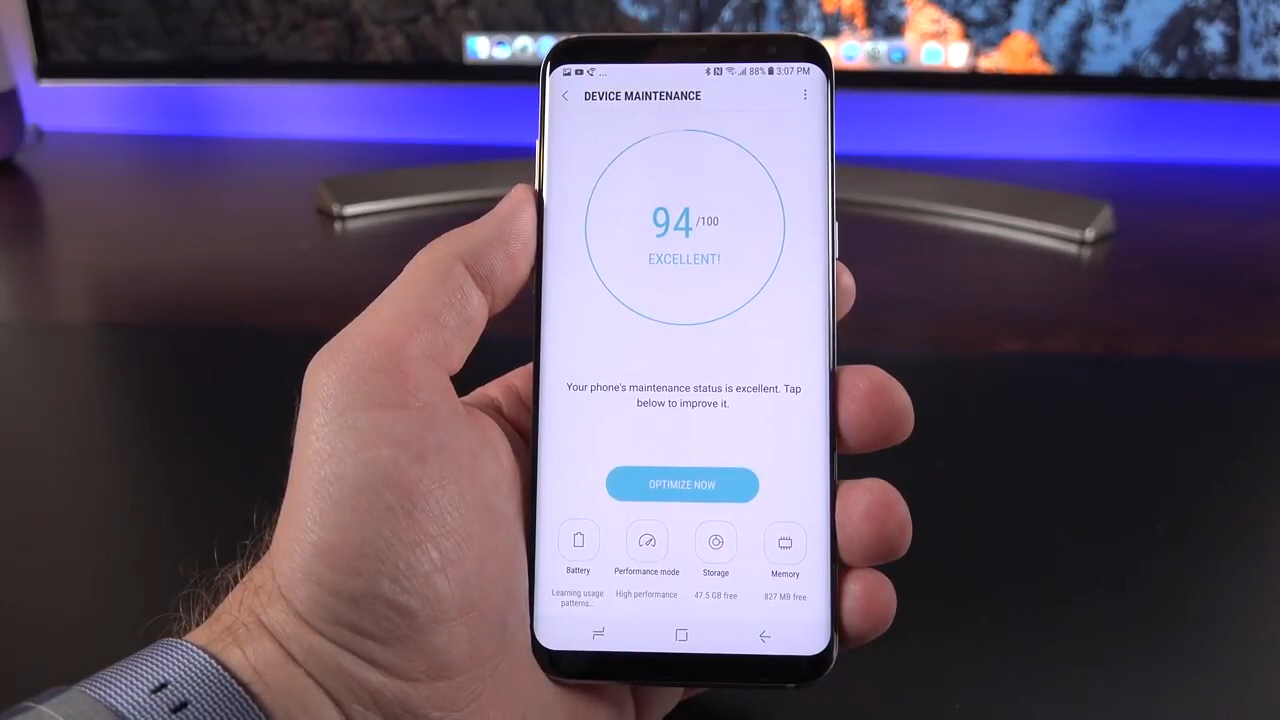 ... 88% 3:07 PM
DEVICE MAINTENANCE
94 /100
EXCELLENT!
Your phone's maintenance status is excellent. Tap
below to improve it.
OPTIMIZE NOW
Battery Performance mode Storage Memory
Learning usage High performance 47.5 GB free 827 MB free
patterns...